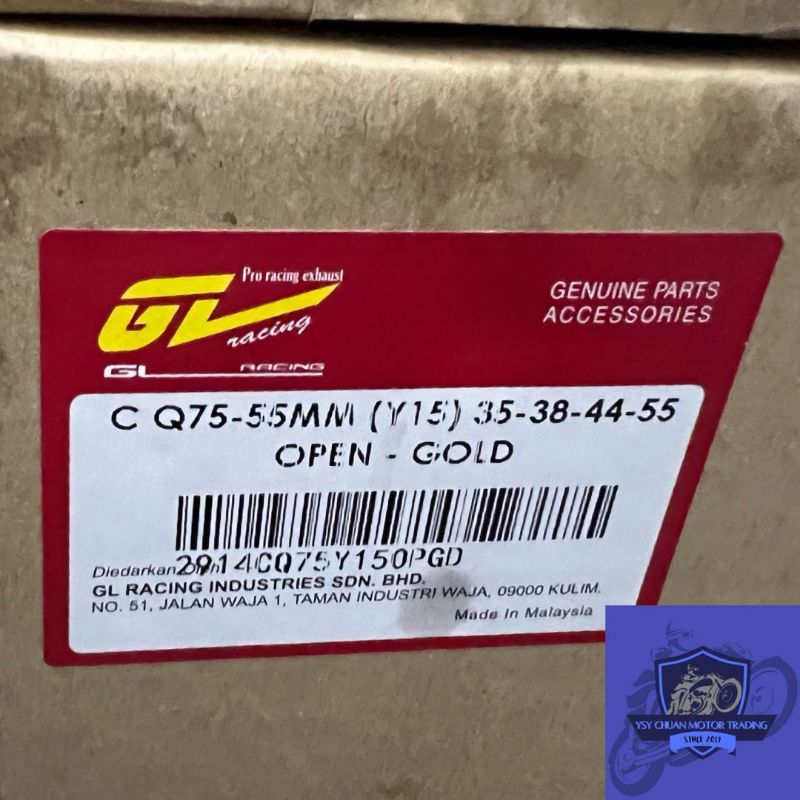 Pro racing exhaust
GL
racing
GL RACING
GENUINE PARTS
ACCESSORIES
C Q75-55MM (Y15) 35-38-44-55
OPEN - GOLD
2914CQ75Y150PGD
Diedarkan
GL RACING INDUSTRIES SDN. BHD.
NO. 51, JALAN WAJA 1, TAMAN INDUSTRI WAJA, 09000 KULIM.
Made In Malaysia
YSY CHUAN MOTOR TRADING
SINCE 2019